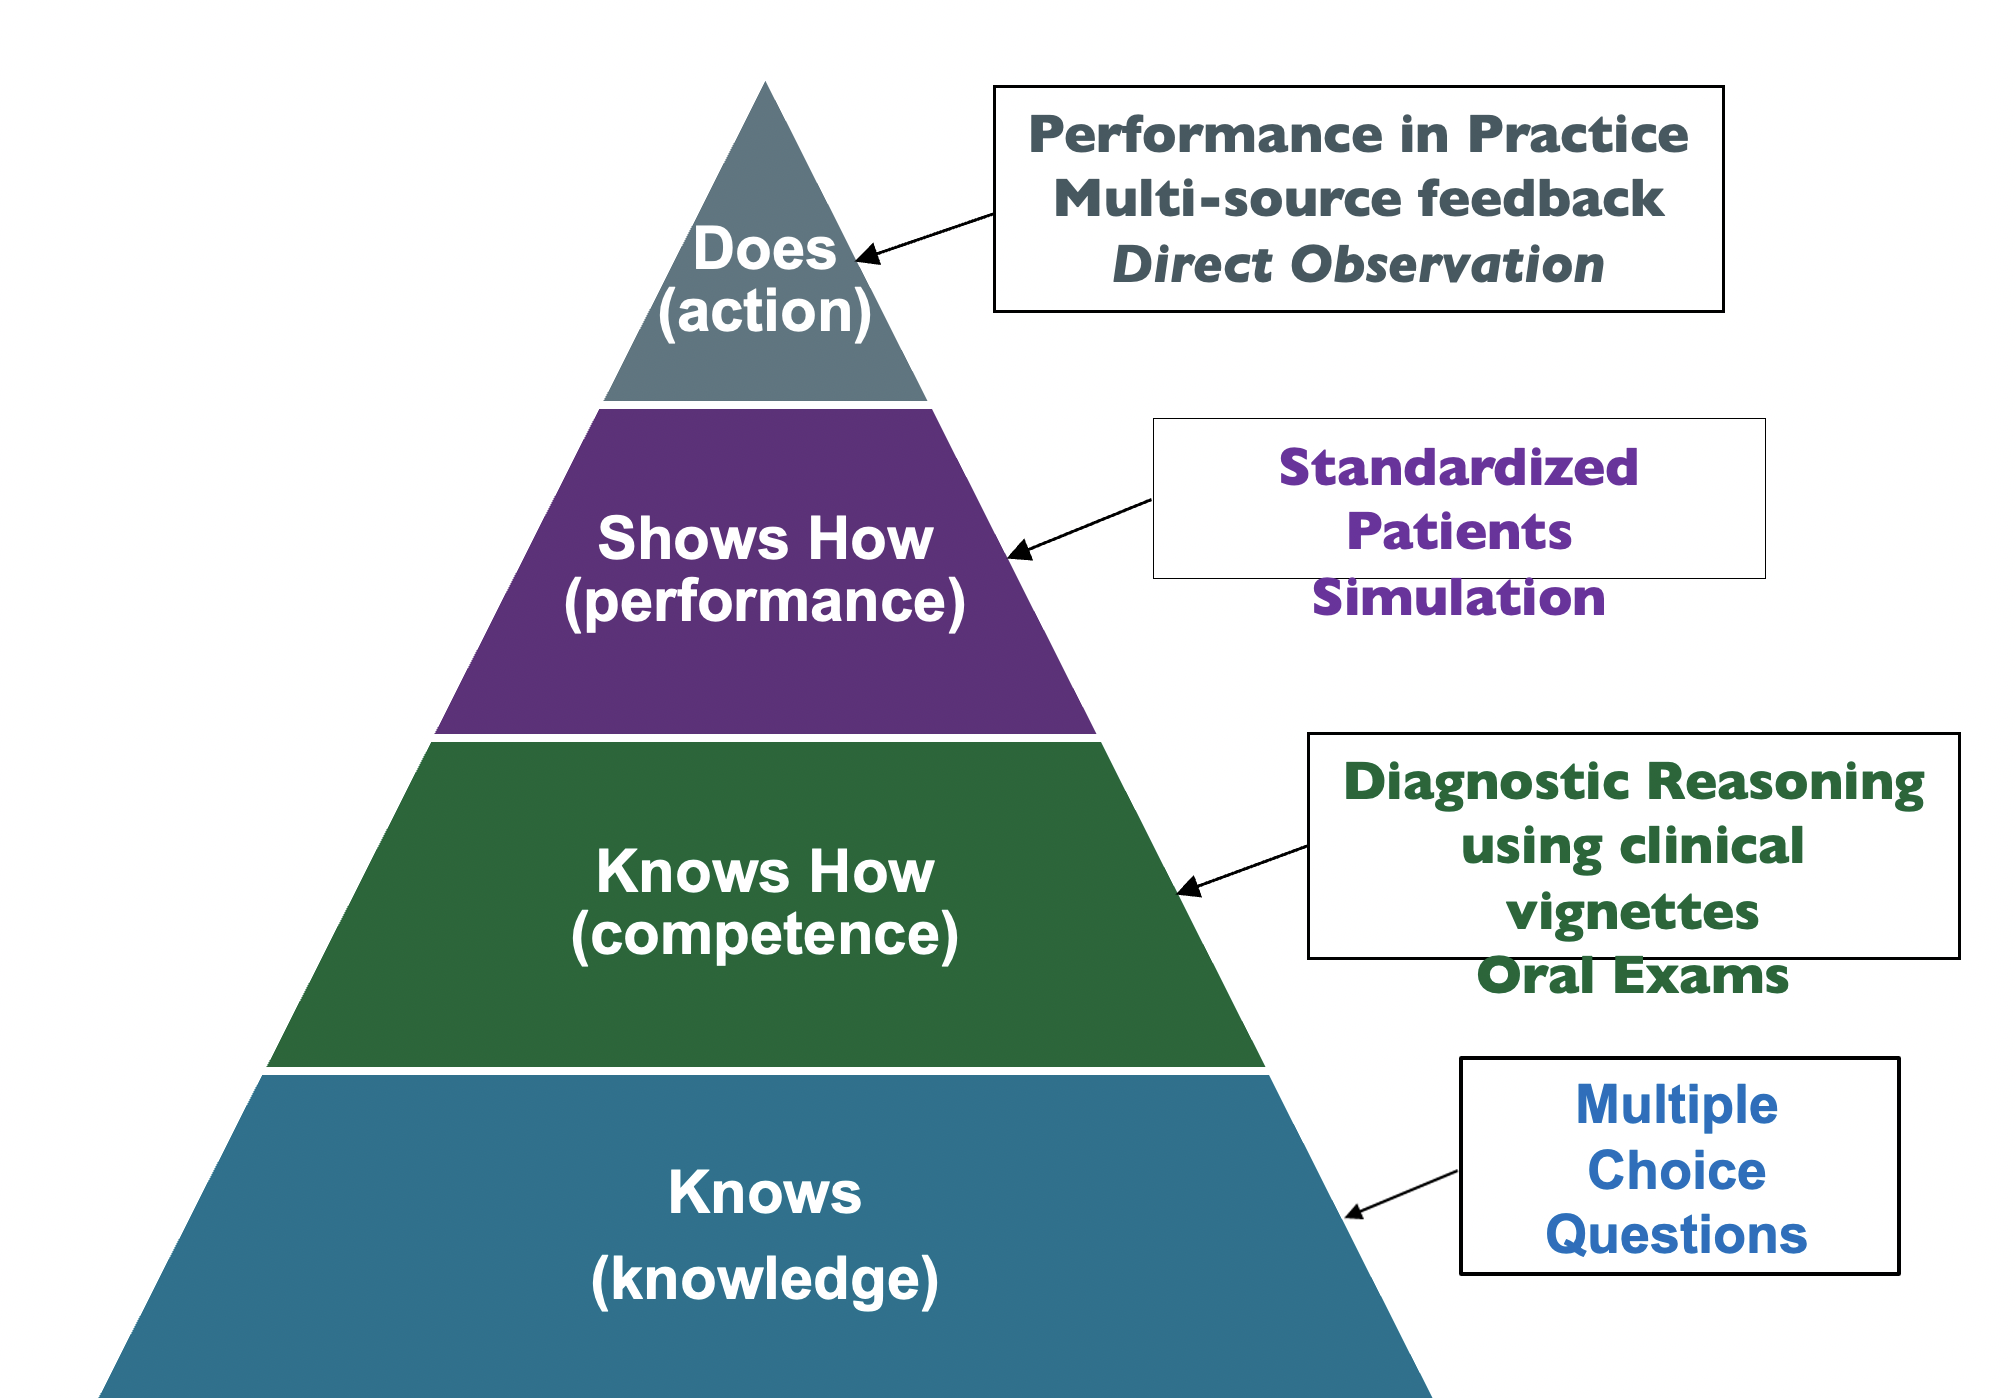 Does
(action)
Performance in Practice
Multi-source feedback
Direct Observation
Shows How
(performance)
Standardized
Patients
Simulation
Knows How
(competence)
Diagnostic Reasoning
using clinical
vignettes
Oral Exams
Knows
(knowledge)
Multiple
Choice
Questions